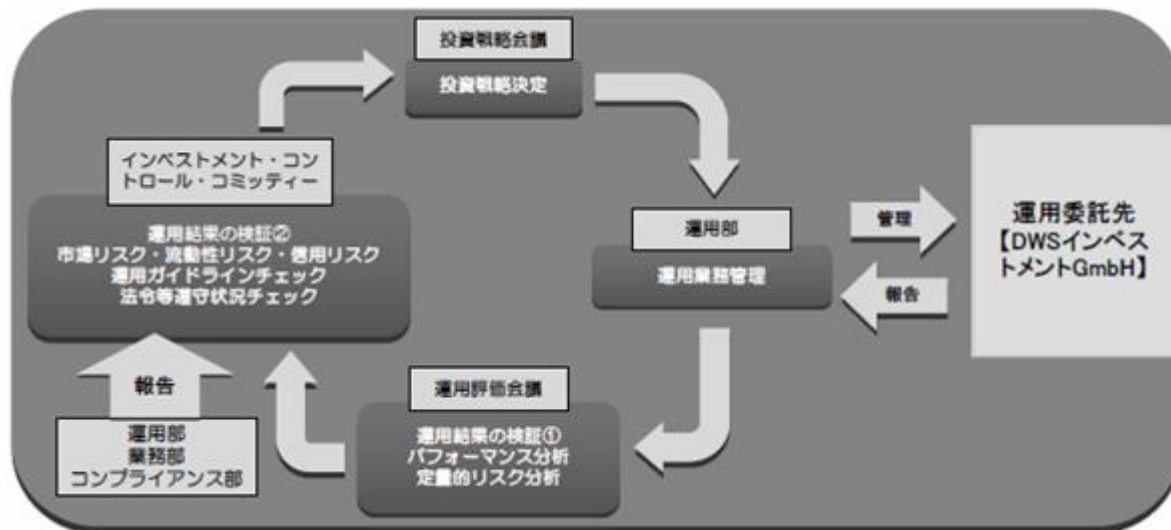 投資戦略会議
投資戦略決定
インベストメント・コン
トロール・コミッティー
運用結果の検証②
市場リスク・流動性リスク・信用リスク
運用ガイドラインチェック
法令等遵守状況チェック
運用部
運用業務管理
管理
報告
運用委託先
【DWSインベス
トメントGmbH】
運用評価会議
運用結果の検証①
パフォーマンス分析
定量的リスク分析
報告
運用部
業務部
コンプライアンス部